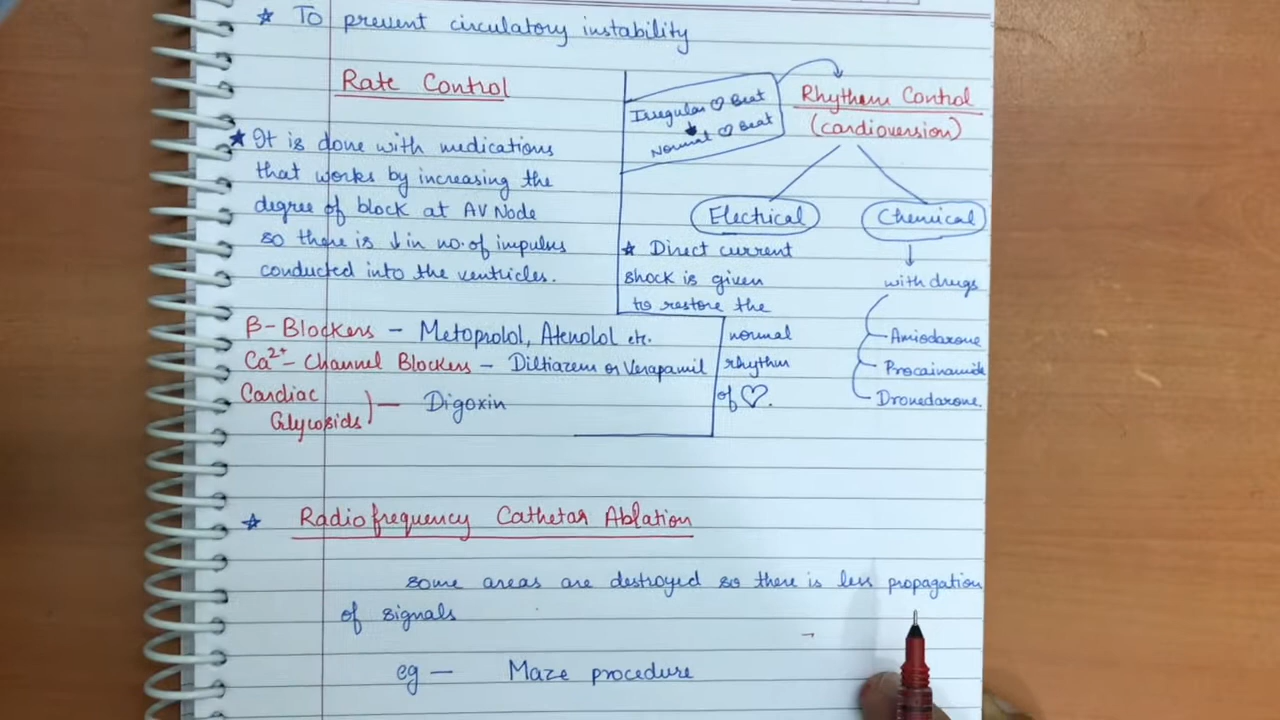 ★ To prevent circulatory instability
Rate Control
★ It is done with medications
that works by increasing the
degree of block at AV Node
so there is ↓ in no. of impulses
conducted into the ventricles.
β-Blockers – Metoprolol, Atenolol etc.
Ca²⁺-Channel Blockers – Diltiazem or Verapamil
Cardiac
Glycosids ) — Digoxin
Irregular ♡ Beat
↓
Normal ♡ Beat
Rhythm Control
(cardioversion)
Electrical
★ Direct current
shock is given
to restore the
normal
rhythm
of ♡.
Chemical
↓
with drugs
Amiodarone
Procainamide
Dronedarone.
★ Radiofrequency Cathetar Ablation
some areas are destroyed so there is less propagation
of signals
eg – Maze procedure